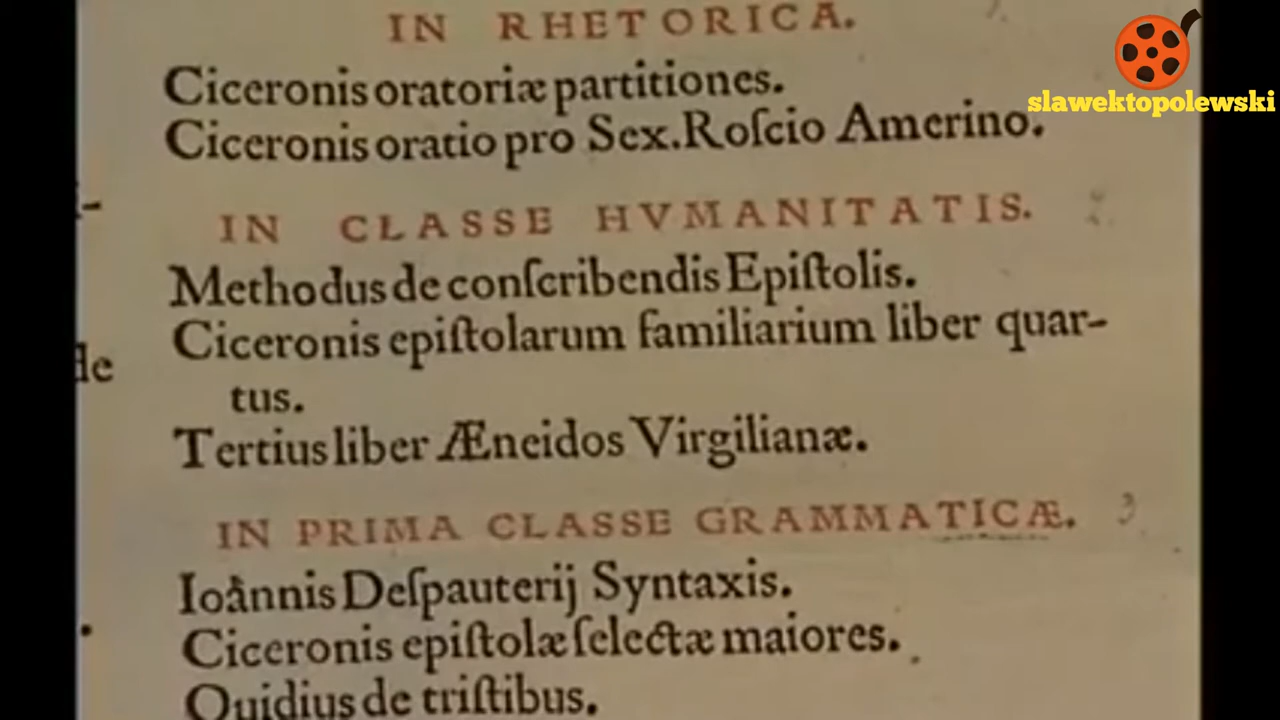 IN RHETORICA.
Ciceronis oratoriæ partitiones.
Ciceronis oratio pro Sex. Roſcio Amerino.
IN CLASSE HVMANITATIS.
Methodus de conſcribendis Epiſtolis.
Ciceronis epiſtolarum familiarium liber quar-
tus.
Tertius liber Æneidos Virgilianæ.
IN PRIMA CLASSE GRAMMATICÆ.
Ioànnis Deſpauterij Syntaxis.
Ciceronis epiſtolæ ſelectæ maiores.
Ouidius de triſtibus.
slawektopolewski